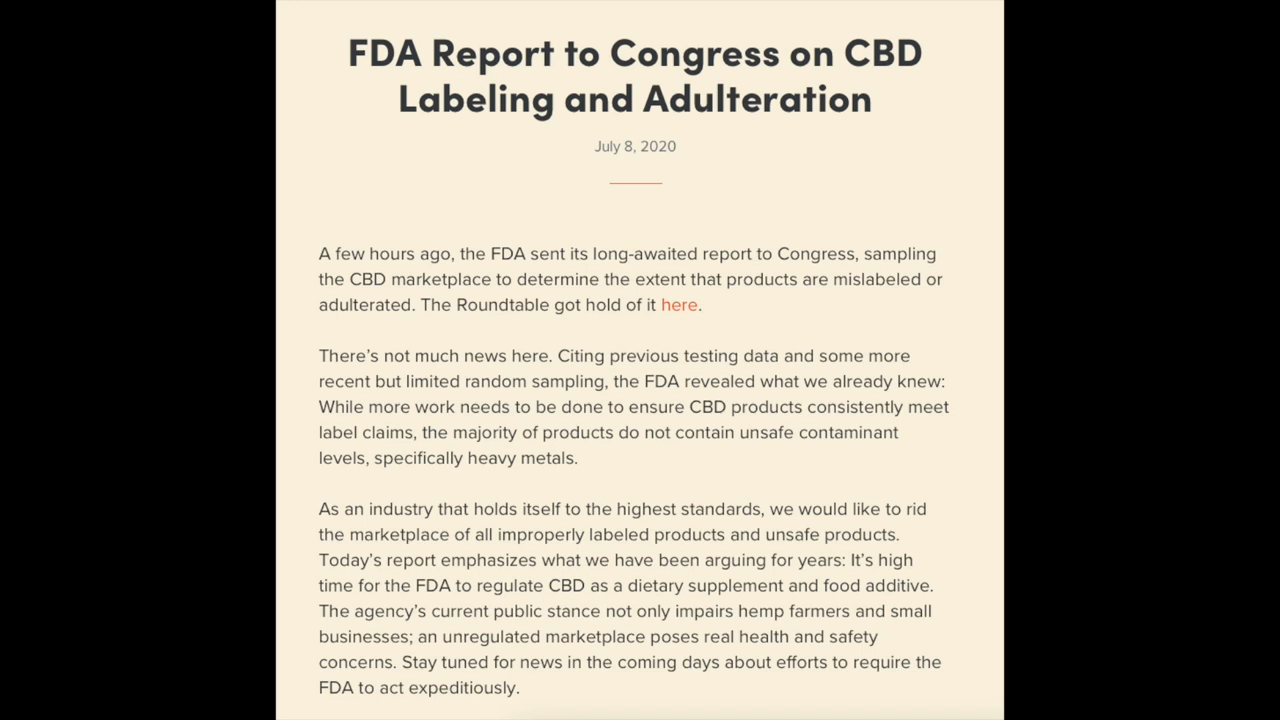 FDA Report to Congress on CBD
Labeling and Adulteration
July 8, 2020
A few hours ago, the FDA sent its long-awaited report to Congress, sampling
the CBD marketplace to determine the extent that products are mislabeled or
adulterated. The Roundtable got hold of it here.
There’s not much news here. Citing previous testing data and some more
recent but limited random sampling, the FDA revealed what we already knew:
While more work needs to be done to ensure CBD products consistently meet
label claims, the majority of products do not contain unsafe contaminant
levels, specifically heavy metals.
As an industry that holds itself to the highest standards, we would like to rid
the marketplace of all improperly labeled products and unsafe products.
Today’s report emphasizes what we have been arguing for years: It’s high
time for the FDA to regulate CBD as a dietary supplement and food additive.
The agency’s current public stance not only impairs hemp farmers and small
businesses; an unregulated marketplace poses real health and safety
concerns. Stay tuned for news in the coming days about efforts to require the
FDA to act expeditiously.